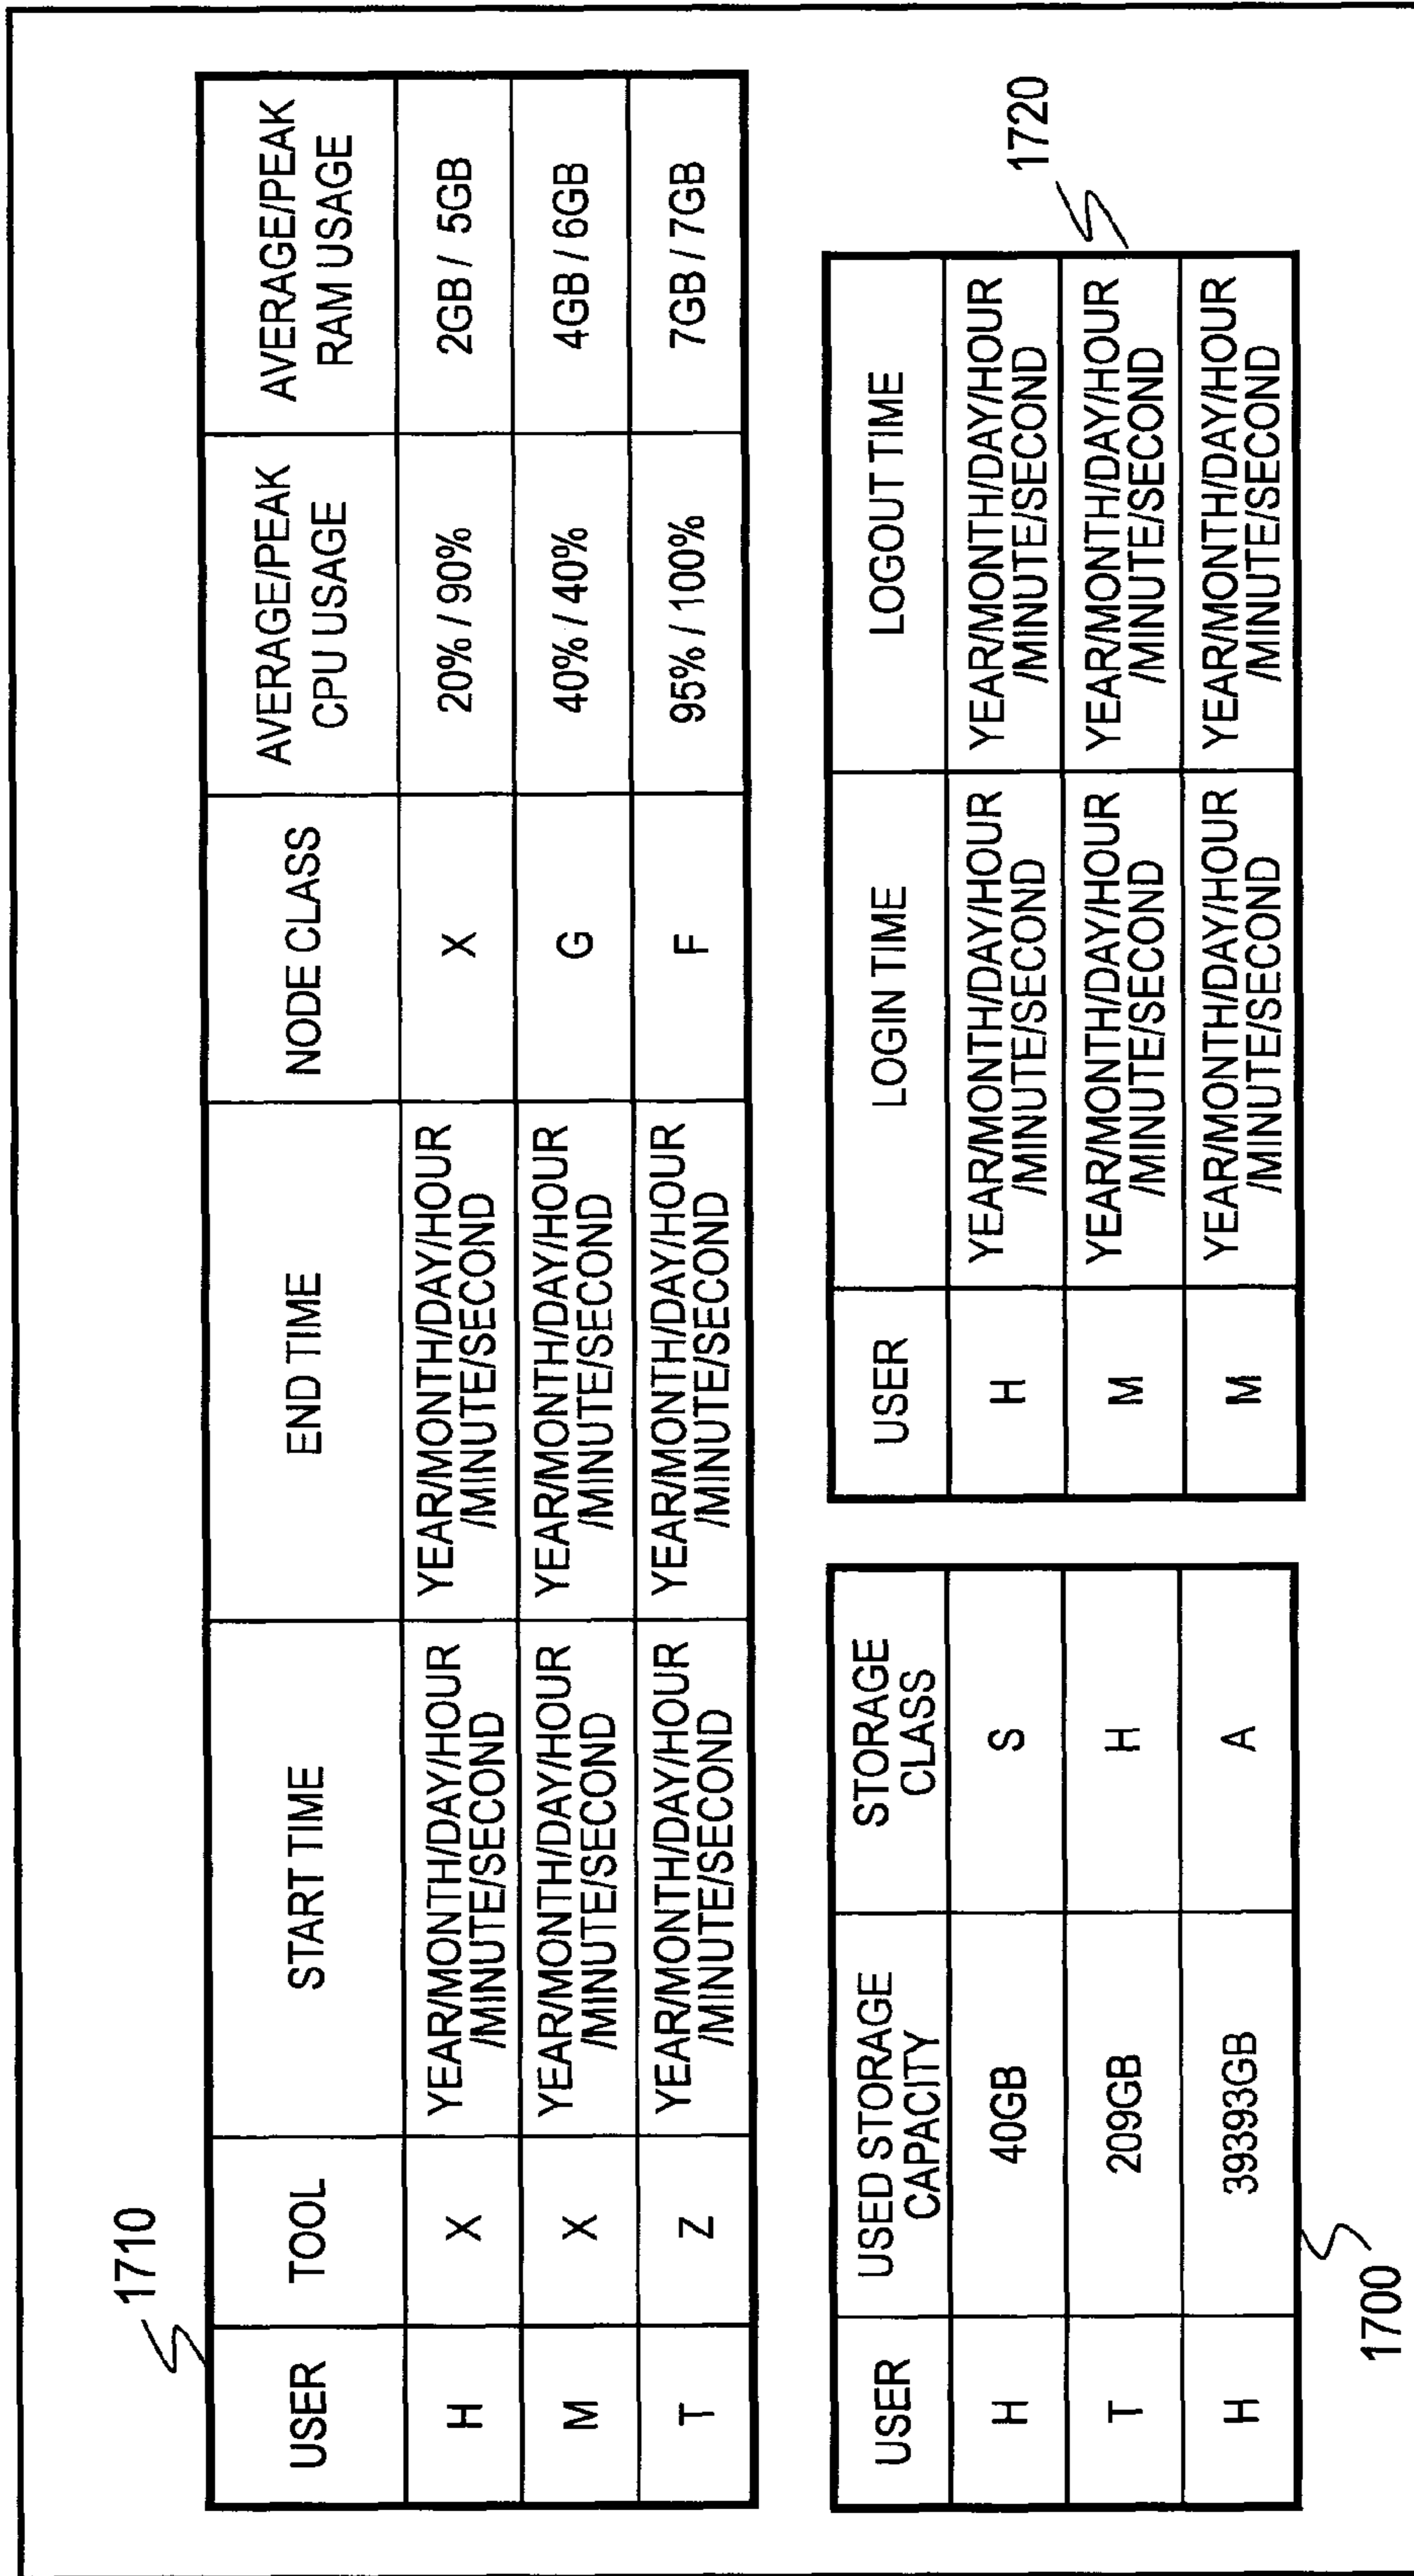 1710
USER TOOL START TIME END TIME NODE CLASS AVERAGE/PEAK CPU USAGE AVERAGE/PEAK RAM USAGE
H X YEAR/MONTH/DAY/HOUR /MINUTE/SECOND YEAR/MONTH/DAY/HOUR /MINUTE/SECOND X 20% / 90% 2GB / 5GB
M X YEAR/MONTH/DAY/HOUR /MINUTE/SECOND YEAR/MONTH/DAY/HOUR /MINUTE/SECOND G 40% / 40% 4GB / 6GB
T Z YEAR/MONTH/DAY/HOUR /MINUTE/SECOND YEAR/MONTH/DAY/HOUR /MINUTE/SECOND F 95% / 100% 7GB / 7GB
USER USED STORAGE CAPACITY STORAGE CLASS
H 40GB S
T 209GB H
H 39393GB A
1700
USER LOGIN TIME LOGOUT TIME
H YEAR/MONTH/DAY/HOUR /MINUTE/SECOND YEAR/MONTH/DAY/HOUR /MINUTE/SECOND
M YEAR/MONTH/DAY/HOUR /MINUTE/SECOND YEAR/MONTH/DAY/HOUR /MINUTE/SECOND
M YEAR/MONTH/DAY/HOUR /MINUTE/SECOND YEAR/MONTH/DAY/HOUR /MINUTE/SECOND
1720